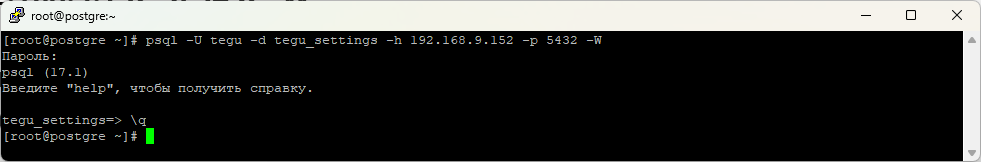 root@postgre:~
[root@postgre ~]# psql -U tegu -d tegu_settings -h 192.168.9.152 -p 5432 -W
Пароль:
psql (17.1)
Введите "help", чтобы получить справку.
tegu_settings=> \q
[root@postgre ~]#